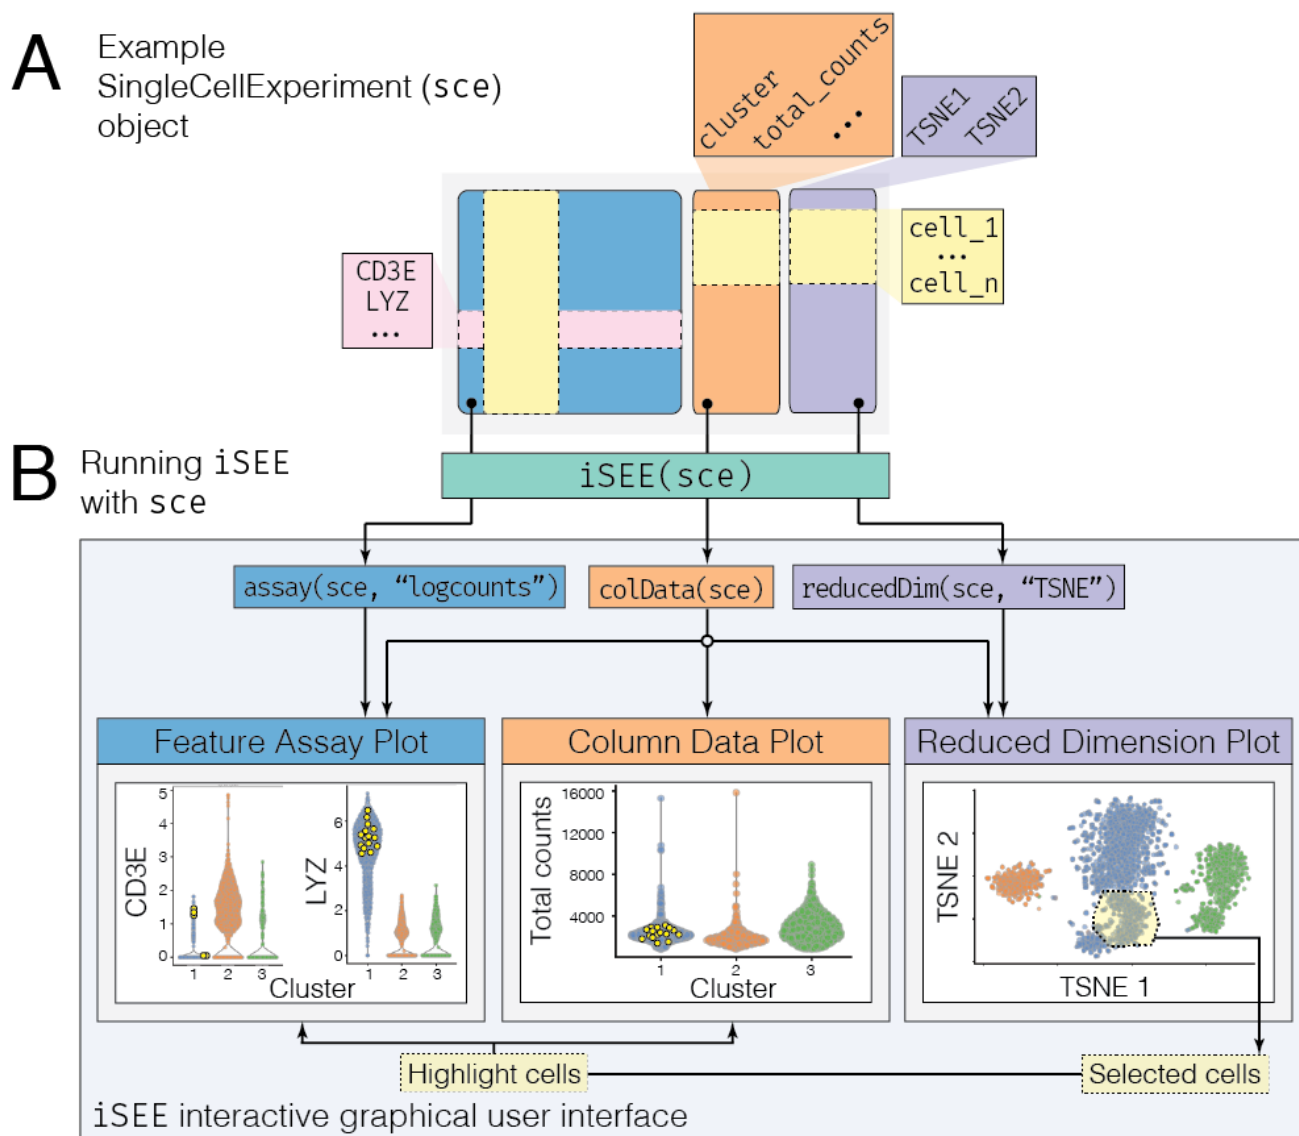 A
Example
SingleCellExperiment (sce)
object
cluster
total_counts
...
TSNE1
TSNE2
CD3E
LYZ
...
cell_1
...
cell_n
B
Running iSEE
with sce
iSEE(sce)
assay(sce, “logcounts”)
colData(sce)
reducedDim(sce, “TSNE”)
Feature Assay Plot
CD3E
5
4
3
2
1
0
1 2 3
LYZ
6
4
2
0
1 2 3
Cluster
Column Data Plot
Total counts
16000
12000
8000
4000
1 2 3
Cluster
Reduced Dimension Plot
TSNE 2
TSNE 1
Highlight cells
Selected cells
iSEE interactive graphical user interface